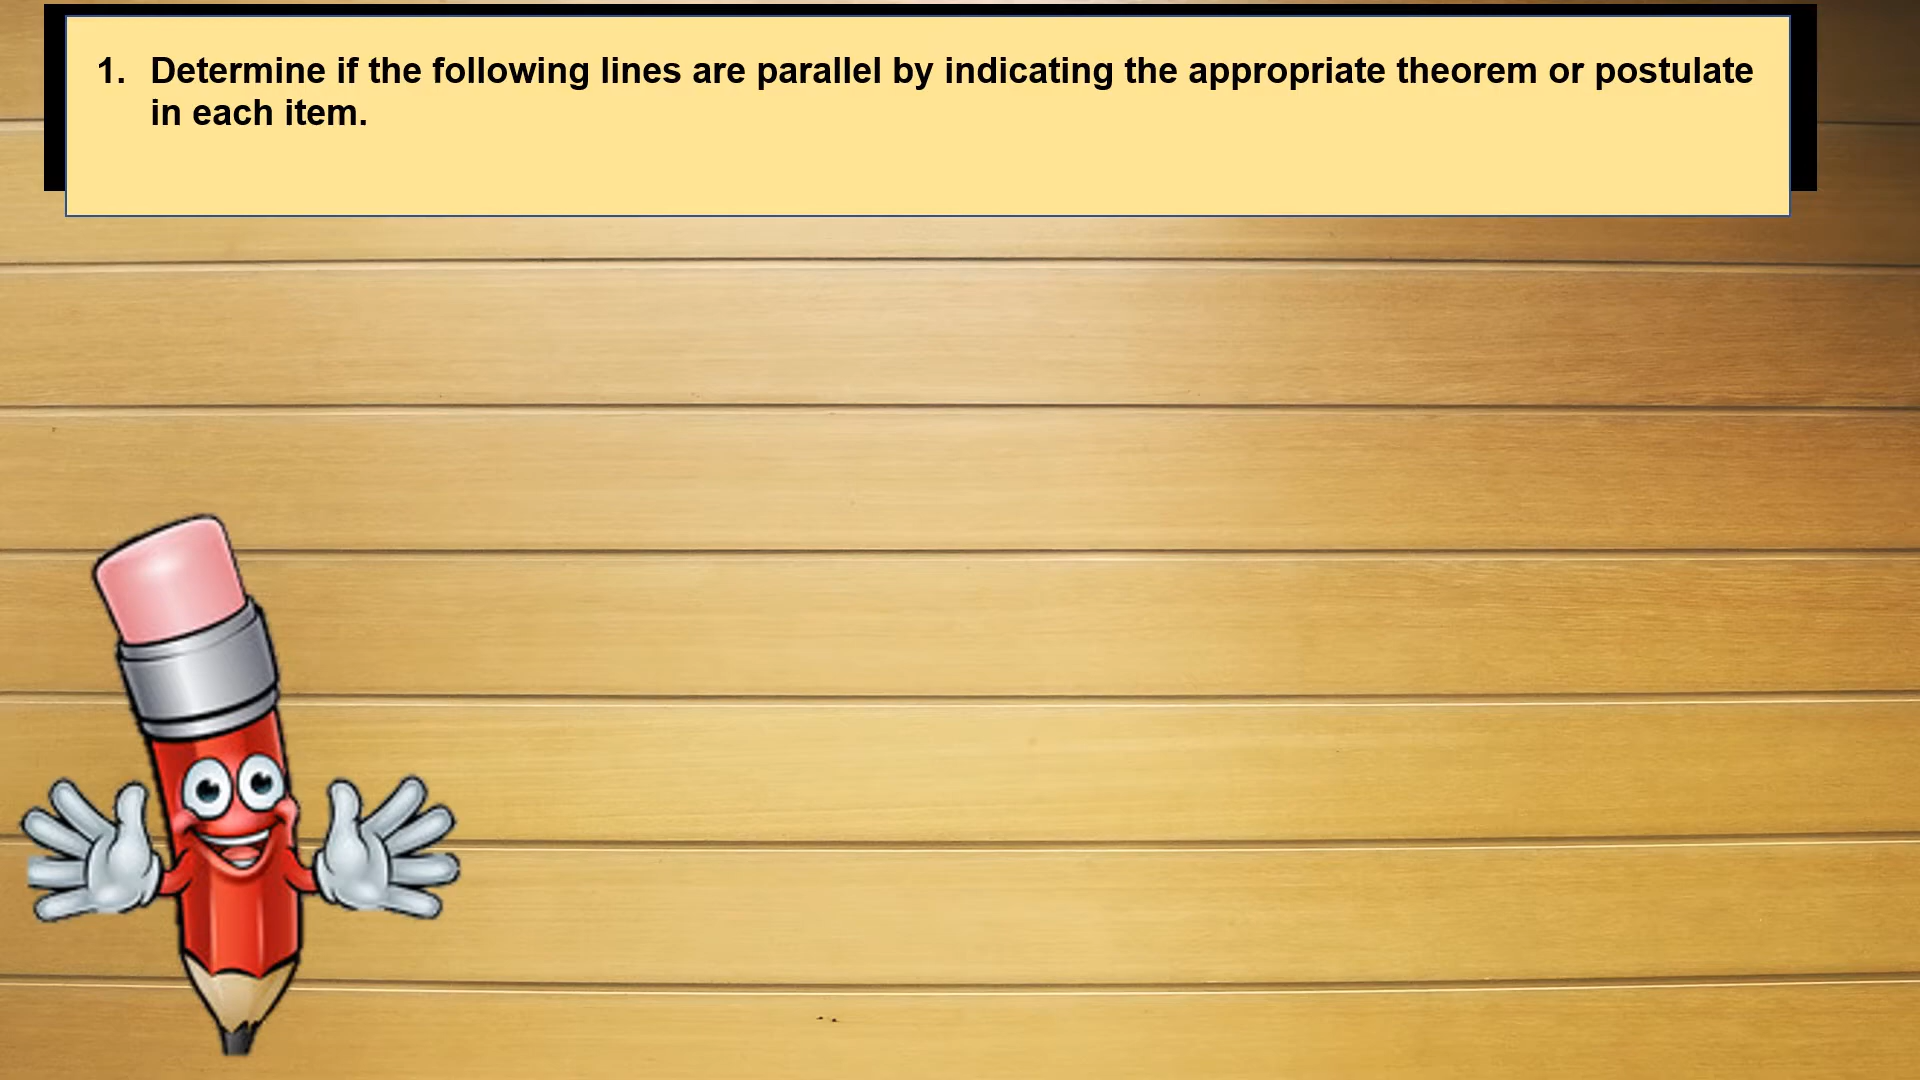 1. Determine if the following lines are parallel by indicating the appropriate theorem or postulate
in each item.